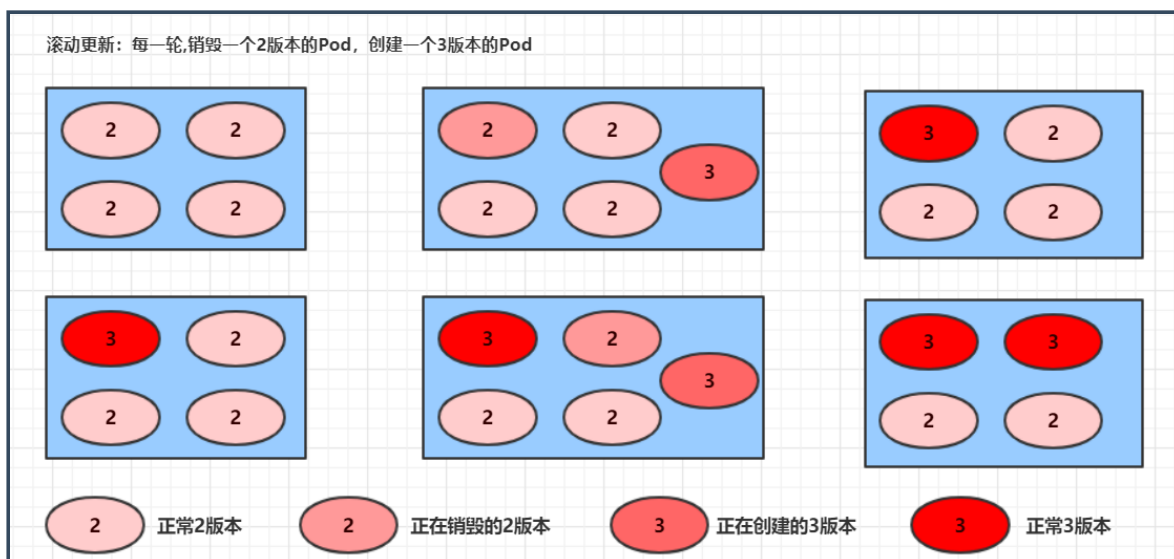 滚动更新：每一轮,销毁一个2版本的Pod，创建一个3版本的Pod
2 2 2 2 3 2
3
2 2 2 2 2 2
3 2 3 2 3 3
3
2 2 2 2 2 2
2 正常2版本 2 正在销毁的2版本 3 正在创建的3版本 3 正常3版本